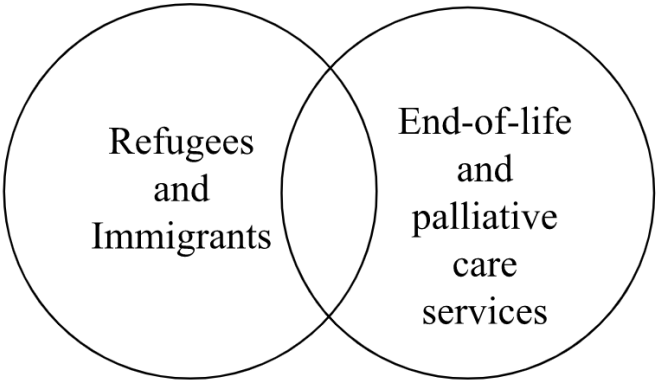 Refugees
and
Immigrants
End-of-life
and
palliative
care
services